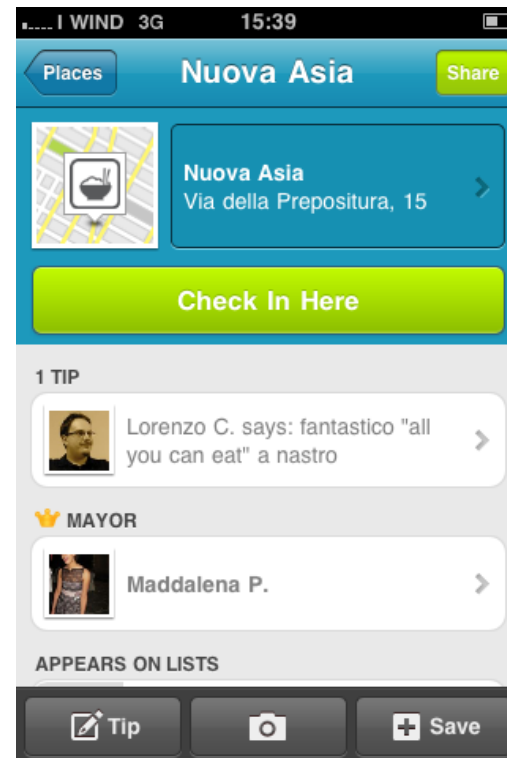 I WIND 3G 15:39
Places Nuova Asia Share
Nuova Asia
Via della Prepositura, 15
Check In Here
1 TIP
Lorenzo C. says: fantastico "all
you can eat" a nastro
MAYOR
Maddalena P.
APPEARS ON LISTS
Tip Save